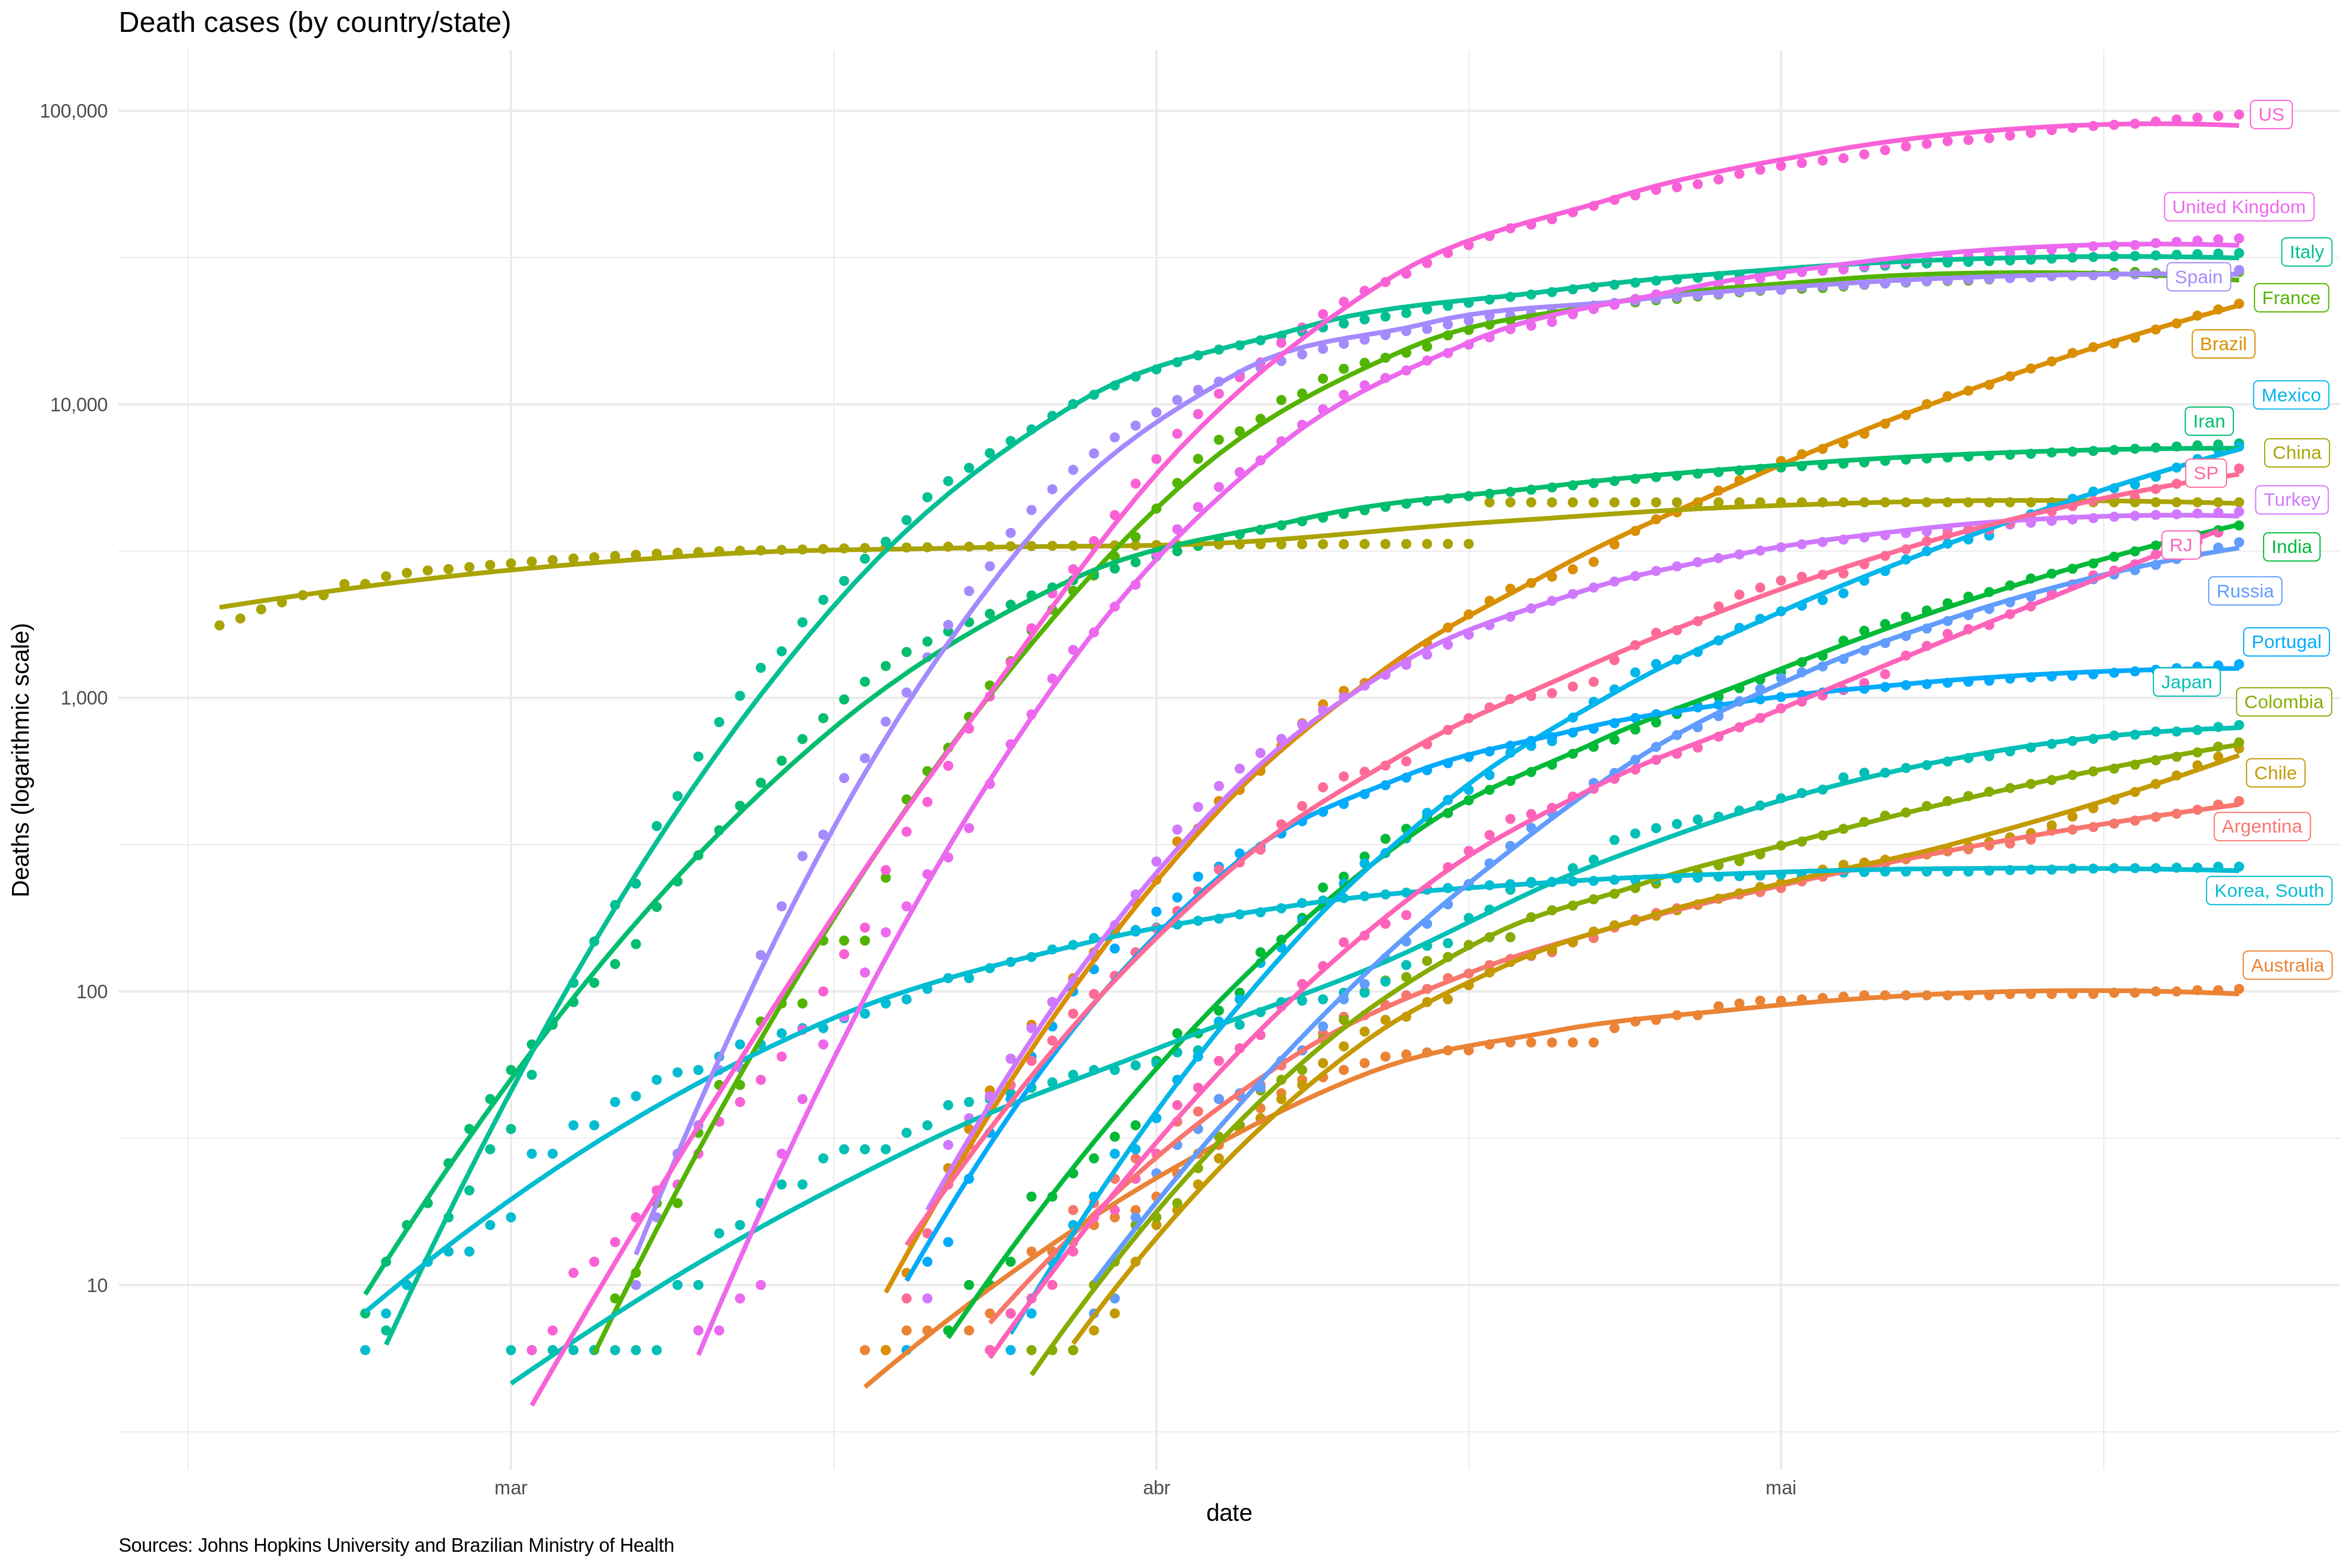 Death cases (by country/state)
100,000
10,000
1,000
100
10
Deaths (logarithmic scale)
US
United Kingdom
Italy
Spain
France
Brazil
Mexico
Iran
China
SP
Turkey
RJ
India
Russia
Portugal
Japan
Colombia
Chile
Argentina
Korea, South
Australia
mar
abr
mai
date
Sources: Johns Hopkins University and Brazilian Ministry of Health